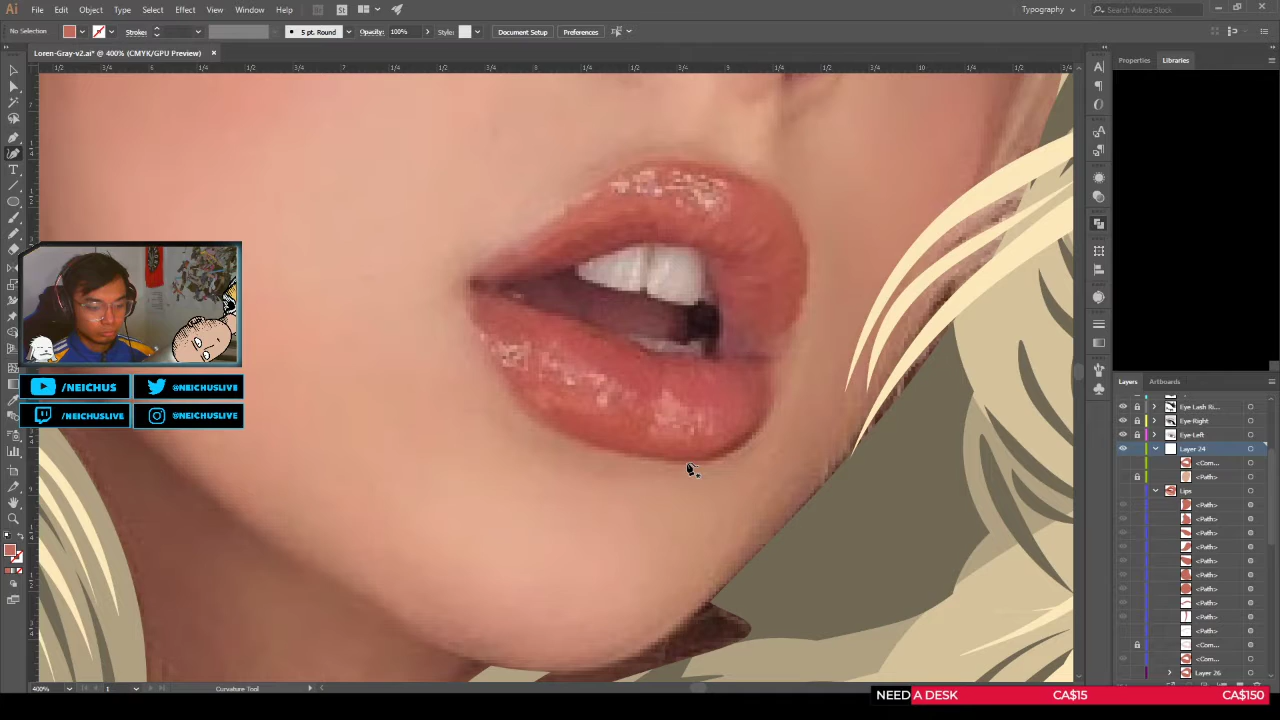 Ai File Edit Object Type Select Effect View Window Help Br St Typography Search Adobe Stock
No Selection Stroke: 5 pt. Round Opacity: 100% Style: Document Setup Preferences
Loren-Gray-v2.ai* @ 400% (CMYK/GPU Preview) ×
Properties Libraries
/NEICHUS @NEICHUSLIVE
/NEICHUSLIVE @NEICHUSLIVE
Layers Artboards
Eye Lash Ri...
Eye-Right
Eye-Left
Layer 24
<Com...
<Path>
Lips
<Path>
<Path>
<Path>
<Path>
<Path>
<Path>
<Path>
<Path>
<Path>
<Path>
<Com...
<Com...
Layer 26
400% 1 Curvature Tool
NEED A DESK CA$15 CA$150